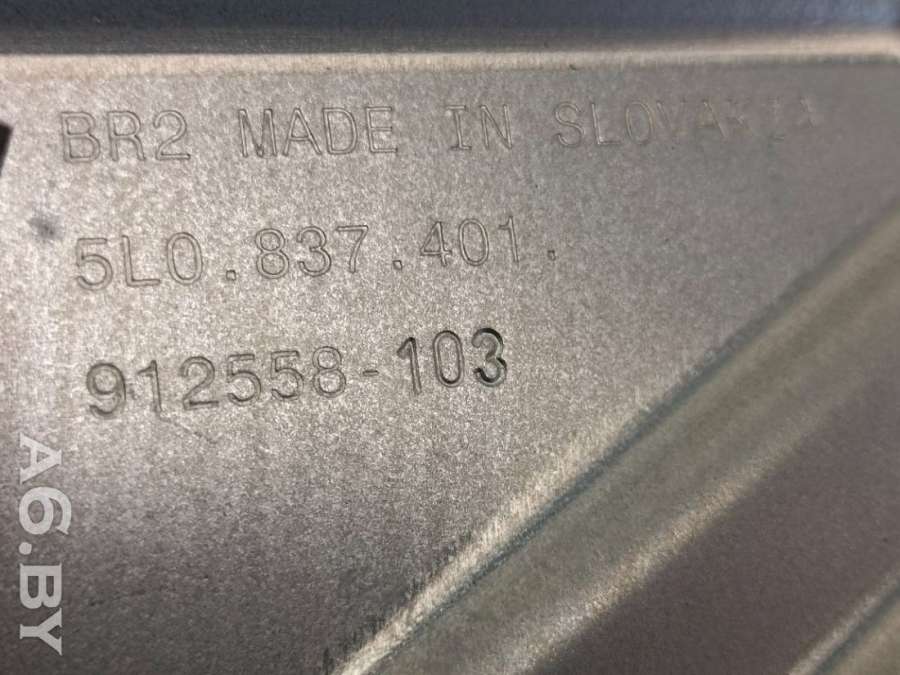 BR2 MADE IN SLOVAKIA
5L0.837.401.
912558-103
A6.BY